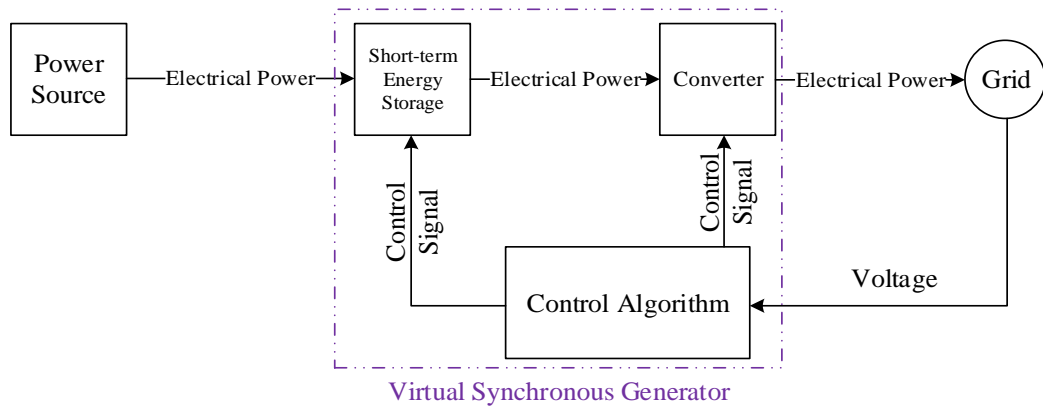 Power
Source
Electrical Power
Short-term
Energy
Storage
Electrical Power
Converter
Electrical Power
Grid
Control
Signal
Control
Signal
Control Algorithm
Voltage
Virtual Synchronous Generator